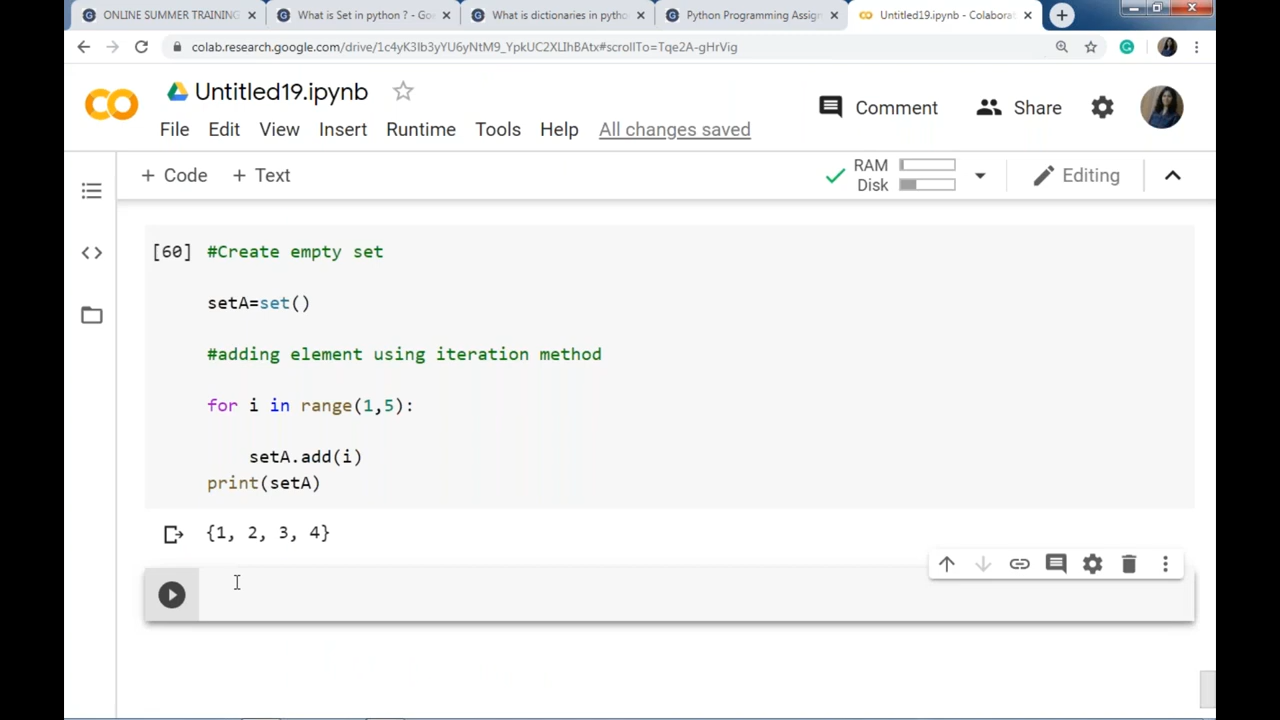 ONLINE SUMMER TRAINING
What is Set in python ? - Go
What is dictionaries in pytho
Python Programming Assign
Untitled19.ipynb - Colaborat
colab.research.google.com/drive/1c4yK3Ib3yYU6yNtM9_YpkUC2XLIhBAtx#scrollTo=Tqe2A-gHrVig
CO
Untitled19.ipynb
Comment
Share
File Edit View Insert Runtime Tools Help All changes saved
+ Code + Text
RAM
Disk
Editing
[60] #Create empty set
setA=set()
#adding element using iteration method
for i in range(1,5):
setA.add(i)
print(setA)
{1, 2, 3, 4}